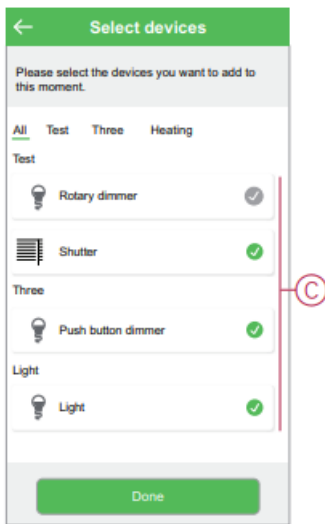 Select devices
Please select the devices you want to add to
this moment.
All Test Three Heating
Test
Rotary dimmer
Shutter
Three
Push button dimmer
Light
Light
Done
C